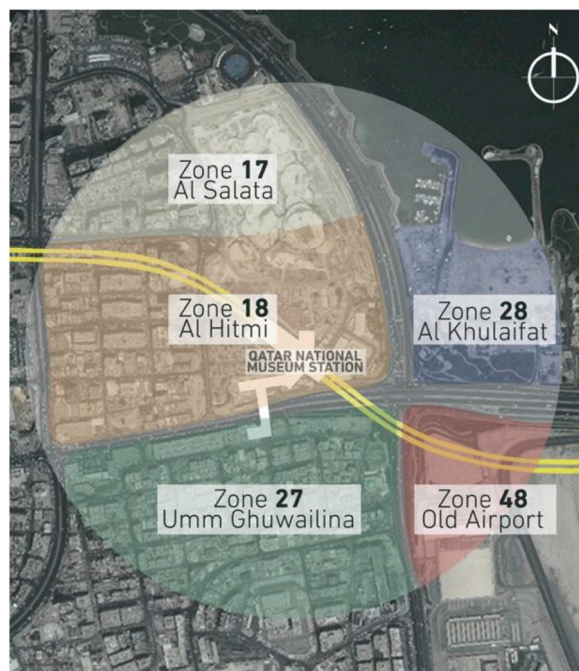 N
Zone 17
Al Salata
Zone 18
Al Hitmi
Zone 28
Al Khulaifat
QATAR NATIONAL
MUSEUM STATION
Zone 27
Umm Ghuwailina
Zone 48
Old Airport